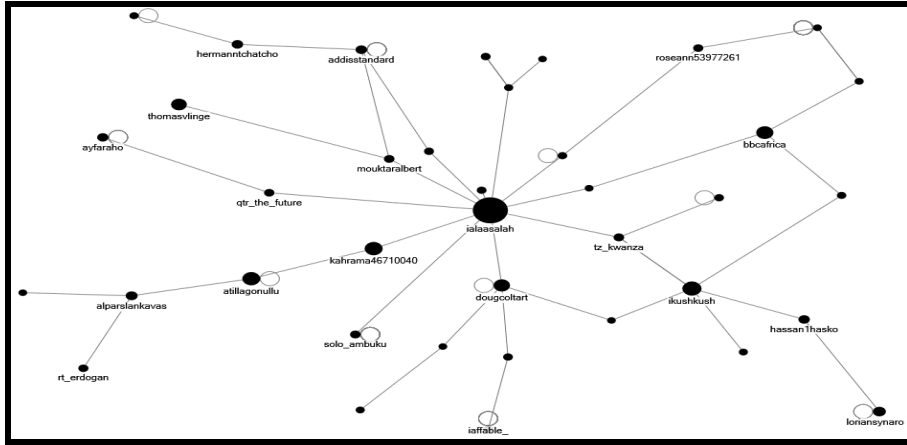 hermanntchatcho
addisstandard
roseann53977261
thomasvlinge
bbcafrica
ayfaraho
mouktaralbert
qtr_the_future
ialaasalah
tz_kwanza
kahrama46710040
atillagonullu
dougcoltart
ikushkush
alparslankavas
hassan1hasko
solo_ambuku
rt_erdogan
loriansynaro
iaffable_